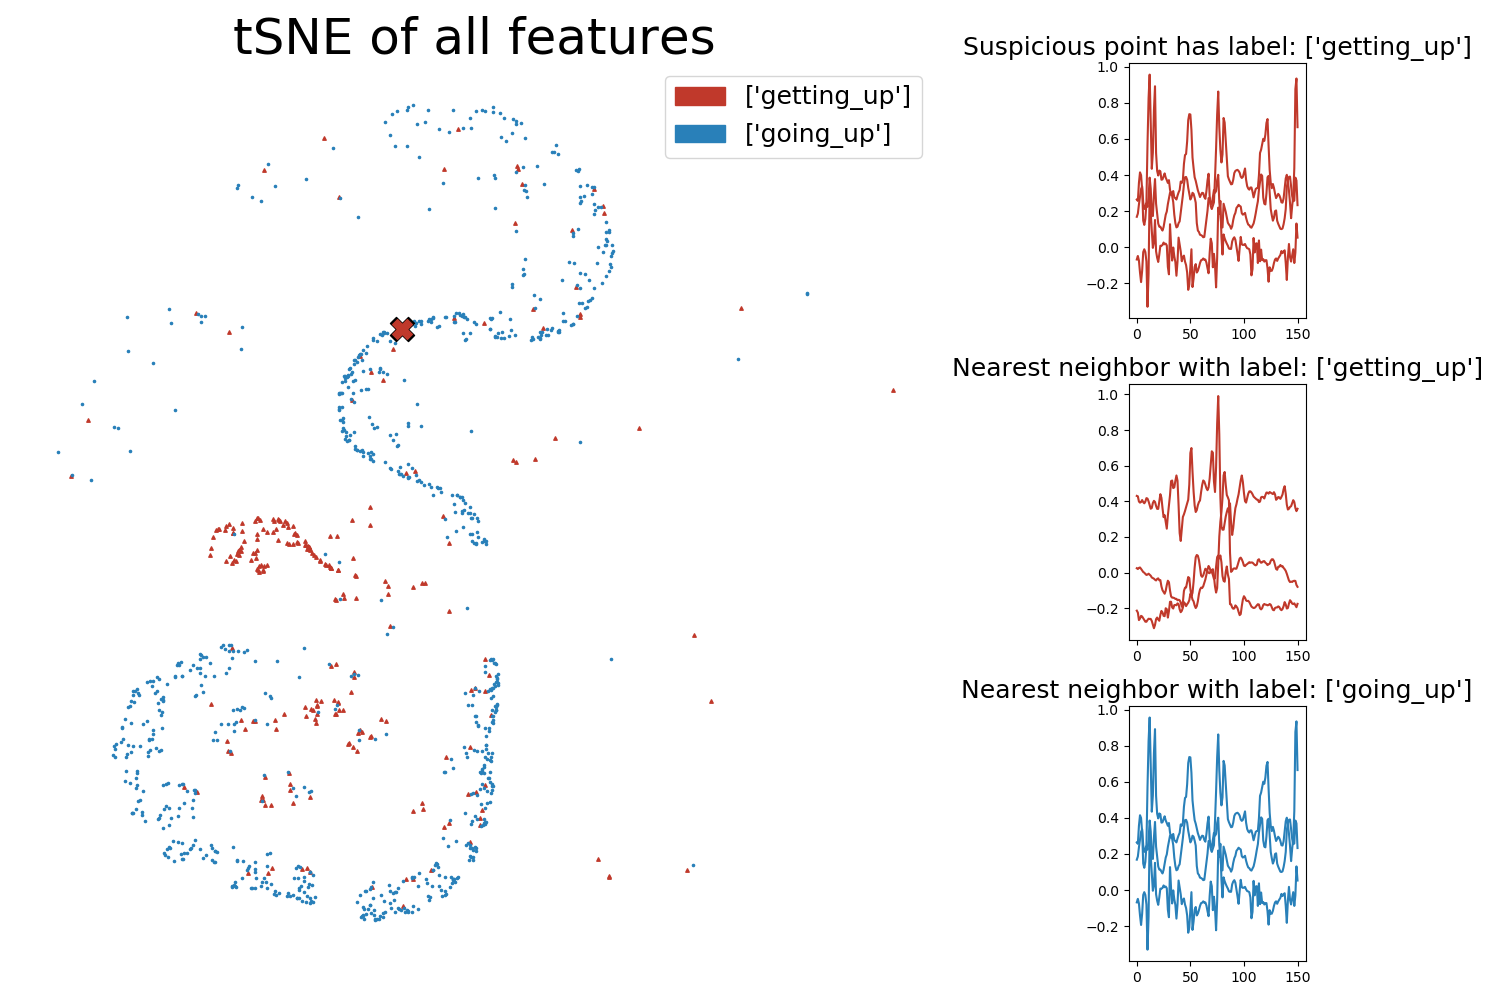 tSNE of all features
['getting_up']
['going_up']
Suspicious point has label: ['getting_up']
1.0
0.8
0.6
0.4
0.2
0.0
−0.2
0 50 100 150
Nearest neighbor with label: ['getting_up']
1.0
0.8
0.6
0.4
0.2
0.0
−0.2
0 50 100 150
Nearest neighbor with label: ['going_up']
1.0
0.8
0.6
0.4
0.2
0.0
−0.2
0 50 100 150